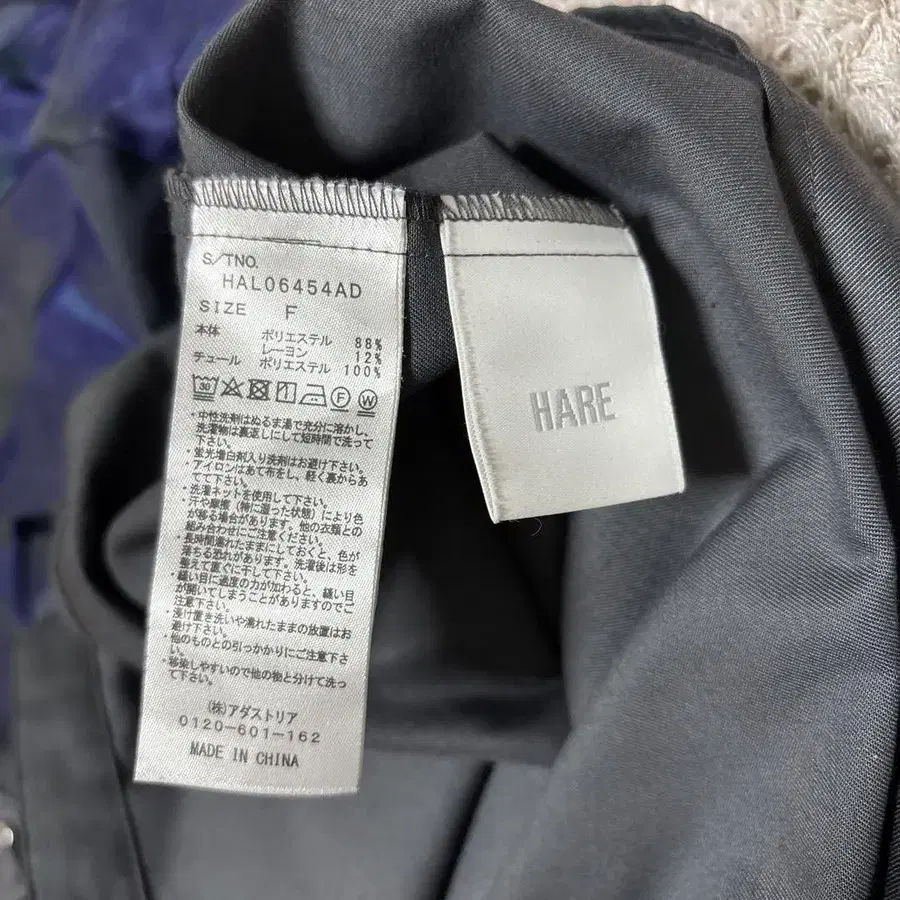 S/TNO.
HAL06454AD
SIZE F
本体 ポリエステル 88%
レーヨン 12%
チュール ポリエステル 100%
30
F W
・中性洗剤はぬるま湯で充分に溶かし、
洗濯物は裏返しにして短時間で洗って
下さい。
・蛍光増白剤入り洗剤はお避け下さい。
・アイロンはあて布をし、軽く裏からあ
てて下さい。
・洗濯ネットを使用して下さい。
・汗や摩擦（特に湿った状態）により色
が落る場合があります。他の衣類との
組み合わせにご注意ください。
・長時間濡れたままにしておくと、色が
落ちる恐れがあります。洗濯後は形を
整えて直ぐに干して下さい。
・縫い目に過度の力が加わると、縫い目
が開いてしまうことがありますのでご
注意下さい。
・浸け置き洗いや濡れたままの放置はお
避け下さい。
・他のものとの引っかかりにご注意下さ
い。
・移染しやすいので他の物と分けて洗っ
て下さい。
(株)アダストリア
0120-601-162
MADE IN CHINA
HARE